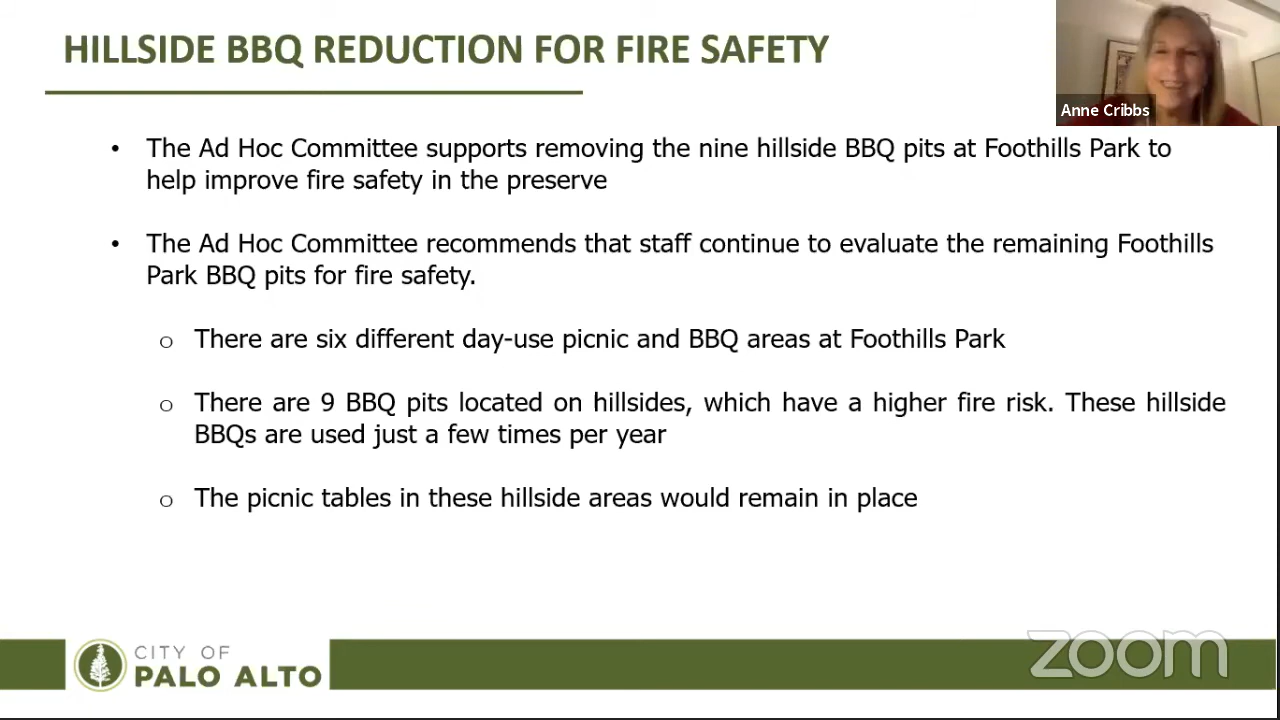 HILLSIDE BBQ REDUCTION FOR FIRE SAFETY
Anne Cribbs
• The Ad Hoc Committee supports removing the nine hillside BBQ pits at Foothills Park to
help improve fire safety in the preserve
• The Ad Hoc Committee recommends that staff continue to evaluate the remaining Foothills
Park BBQ pits for fire safety.
o There are six different day-use picnic and BBQ areas at Foothills Park
o There are 9 BBQ pits located on hillsides, which have a higher fire risk. These hillside
BBQs are used just a few times per year
o The picnic tables in these hillside areas would remain in place
CITY OF
PALO ALTO
zoom